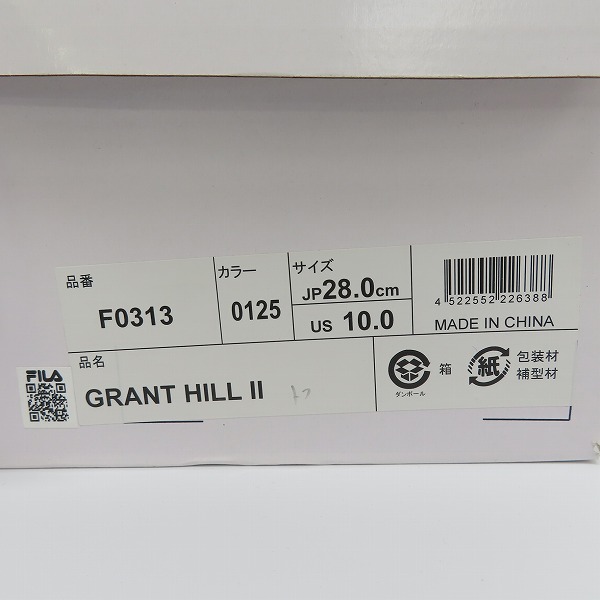 品番
F0313
カラー
0125
サイズ
JP28.0cm
US 10.0
4 522552 226388
MADE IN CHINA
品名
GRANT HILL II
ダンボール
箱
紙
包装材
補型材
FILA